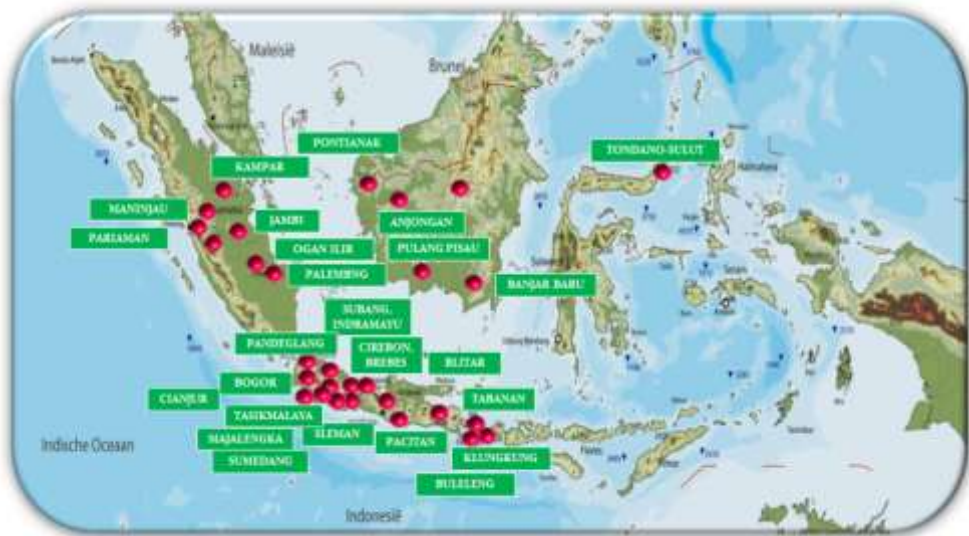 Maleisië
Brunei
PONTIANAK
TONDANO-SULUT
KAMPAR
MANINJAU
JAMBI
ANJONGAN
PARIAMAN
OGAN ILIR
PULANG PISAU
PALEMBNG
BANJAR BARU
SUBANG,
INDRAMAYU
PANDEGLANG
CIREBON,
BREBES
BLITAR
BOGOR
CIANJUR
TABANAN
TASIKMALAYA
SLEMAN
PACITAN
MAJALENGKA
KLUNGKUNG
SUMEDANG
BULELENG
Indische Oceaan
Indonesië